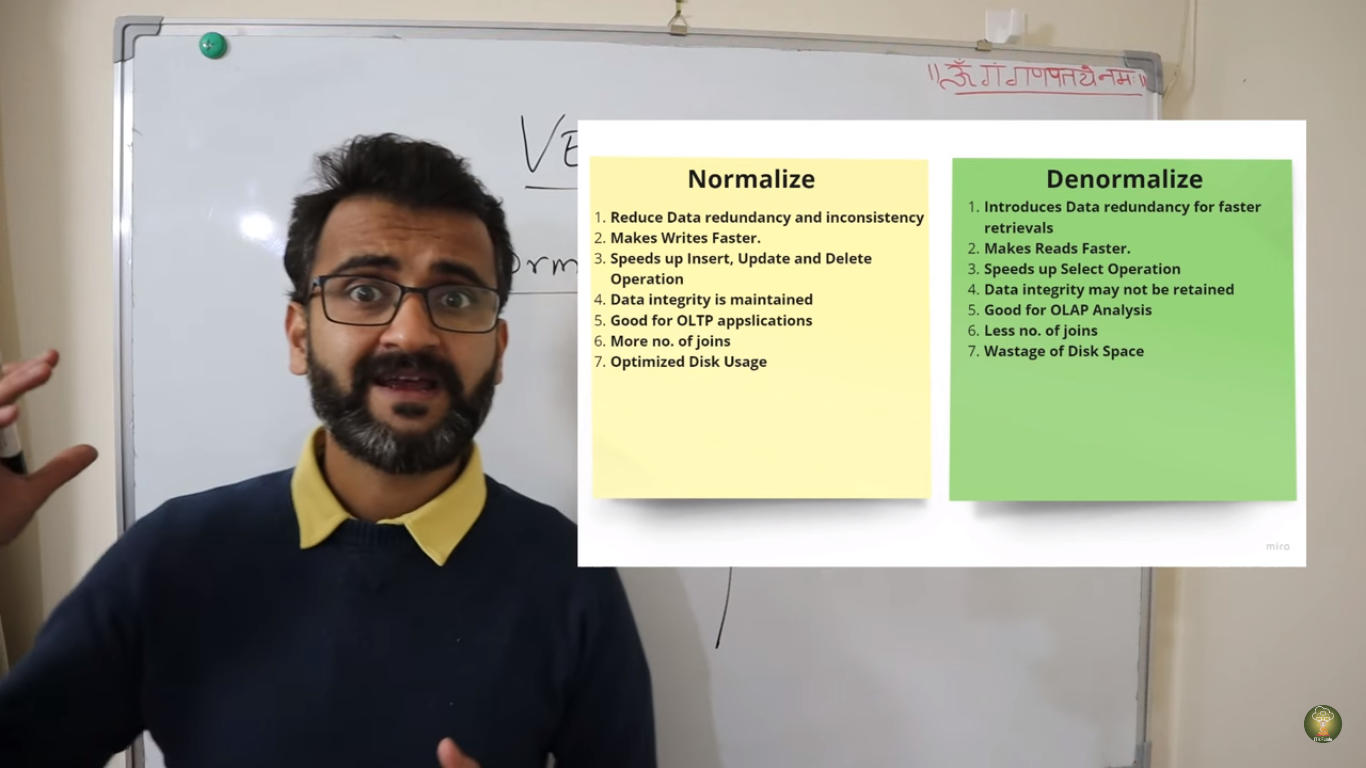 ॥ ॐ गं गणपतये नमः ॥
VE
orm
Normalize
1. Reduce Data redundancy and inconsistency
2. Makes Writes Faster.
3. Speeds up Insert, Update and Delete
Operation
4. Data integrity is maintained
5. Good for OLTP appslications
6. More no. of joins
7. Optimized Disk Usage
Denormalize
1. Introduces Data redundancy for faster
retrievals
2. Makes Reads Faster.
3. Speeds up Select Operation
4. Data integrity may not be retained
5. Good for OLAP Analysis
6. Less no. of joins
7. Wastage of Disk Space
miro